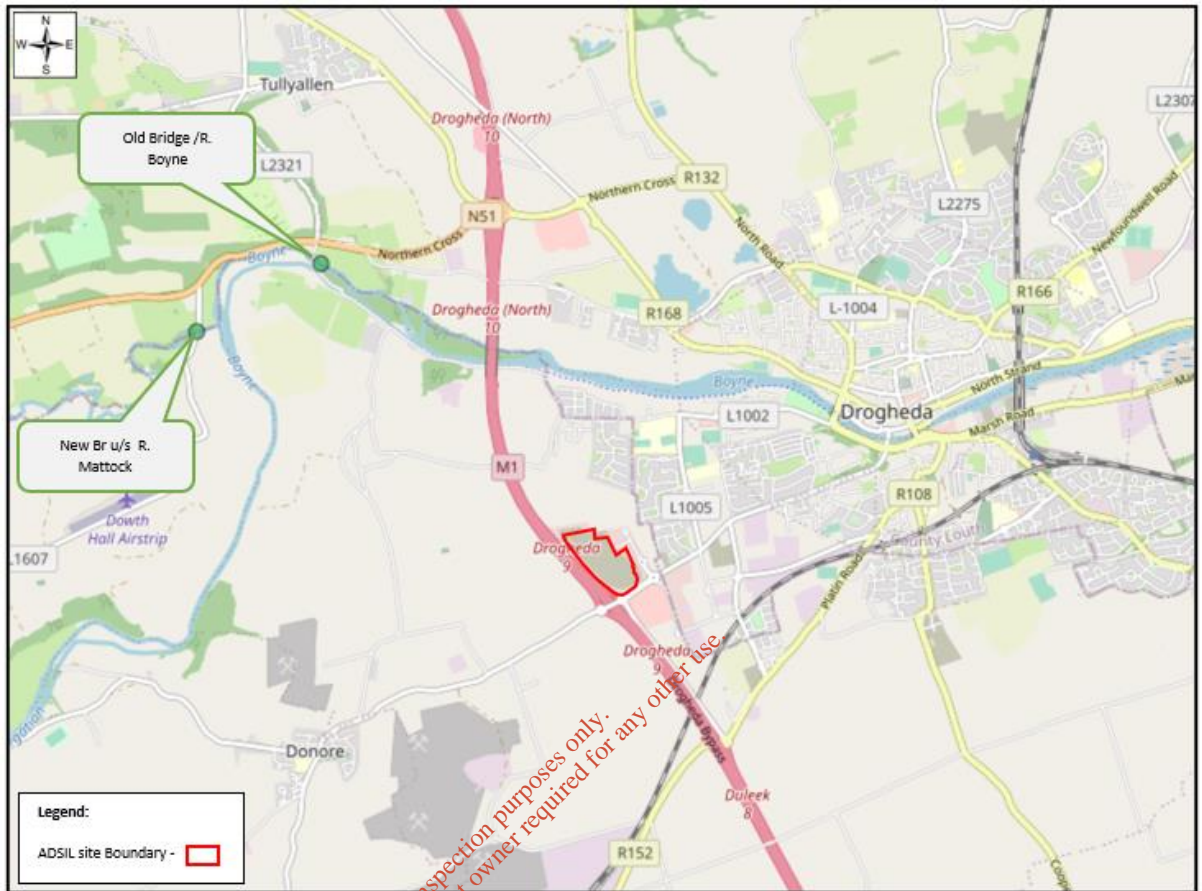 N
W E
S
Tullyallen
Drogheda (North)
10
L2307
Old Bridge /R.
Boyne
L2321
Northern Cross
R132
N51
L2275
Newfoundwell Road
North Road
Boyne
Northern Cross
Drogheda (North)
10
R168
L-1004
R166
Boyne
Boyne
North Strand
L1002
Drogheda
Marsh Road
New Br u/s R.
Mattock
M1
R108
L1005
Dowth
Hall Airstrip
County Louth
L1607
Drogheda
9
Platin Road
Drogheda
9
Drogheda Bypass
Donore
Duleek
8
R152
nspection purposes only.
t owner required for any other use.
Legend:
ADSIL site Boundary -